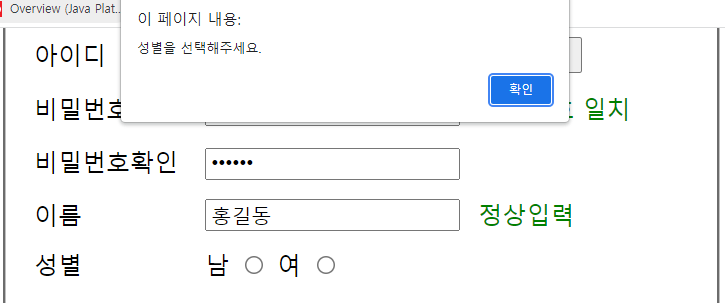 Overview (Java Plat...
이 페이지 내용:
성별을 선택해주세요.
확인
아이디
비밀번호 일치
비밀번호확인 ••••••
이름 홍길동 정상입력
성별 남 여